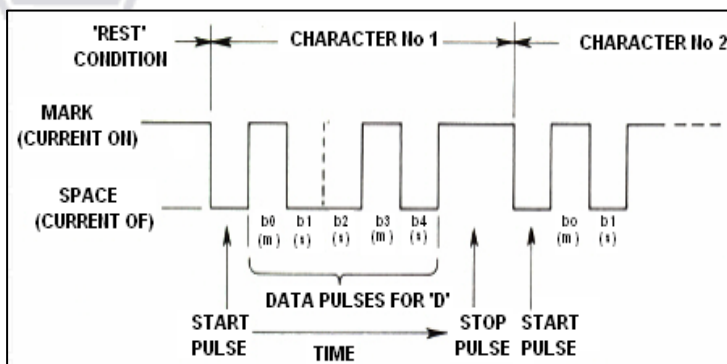 'REST'
CONDITION
CHARACTER No 1
CHARACTER No 2
MARK
(CURRENT ON)
SPACE
(CURRENT OF)
b0 b1 b2 b3 b4 bo b1
(m) (s) (s) (m) (s) (m) (s)
DATA PULSES FOR 'D'
START STOP START
PULSE TIME PULSE PULSE